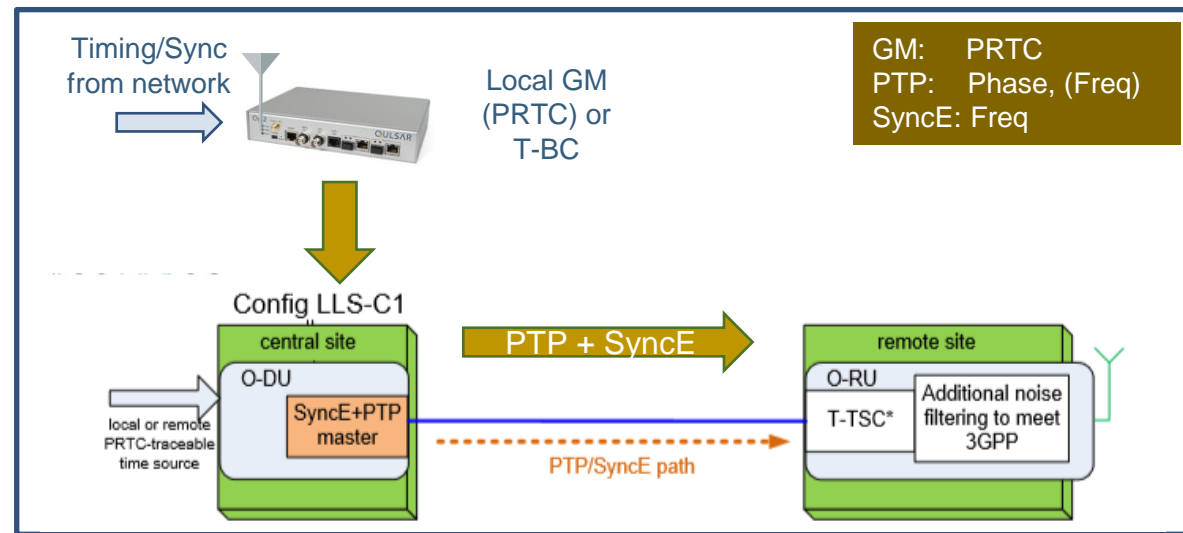 Timing/Sync
from network
Local GM
(PRTC) or
T-BC
GM: PRTC
PTP: Phase, (Freq)
SyncE: Freq
QULSAR
Config LLS-C1
central site
O-DU
SyncE+PTP
master
local or remote
PRTC-traceable
time source
PTP + SyncE
PTP/SyncE path
remote site
O-RU
T-TSC*
Additional noise
filtering to meet
3GPP